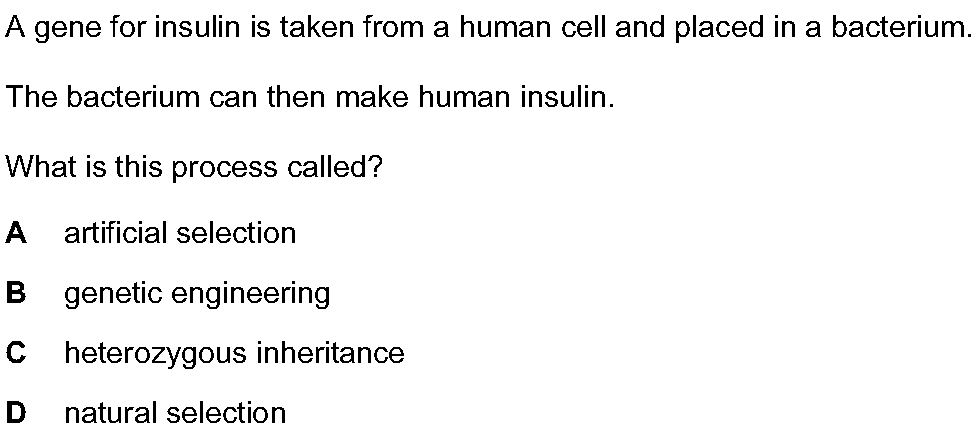 A gene for insulin is taken from a human cell and placed in a bacterium.
The bacterium can then make human insulin.
What is this process called?
A artificial selection
B genetic engineering
C heterozygous inheritance
D natural selection